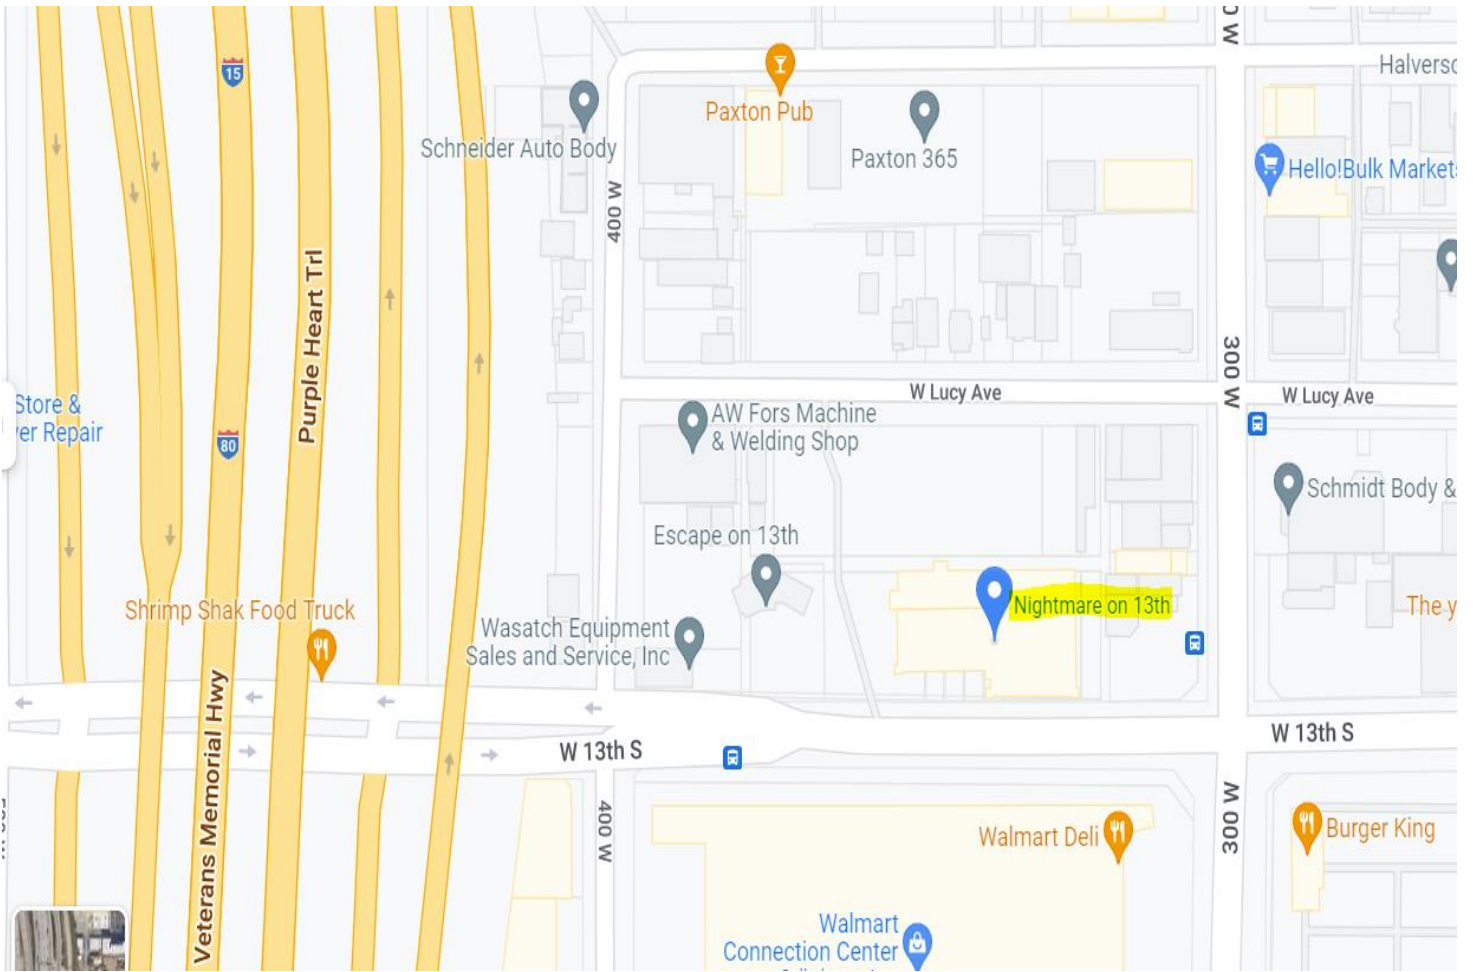 15
300 W
Paxton Pub
Halvers
Schneider Auto Body
Paxton 365
Hello!Bulk Market
400 W
Purple Heart Trl
300 W
W Lucy Ave
W Lucy Ave
Store &
er Repair
80
AW Fors Machine
& Welding Shop
Schmidt Body &
Escape on 13th
Nightmare on 13th
Shrimp Shak Food Truck
The y
Wasatch Equipment
Sales and Service, Inc
Veterans Memorial Hwy
W 13th S
W 13th S
400 W
300 W
Walmart Deli
Burger King
Walmart
Connection Center